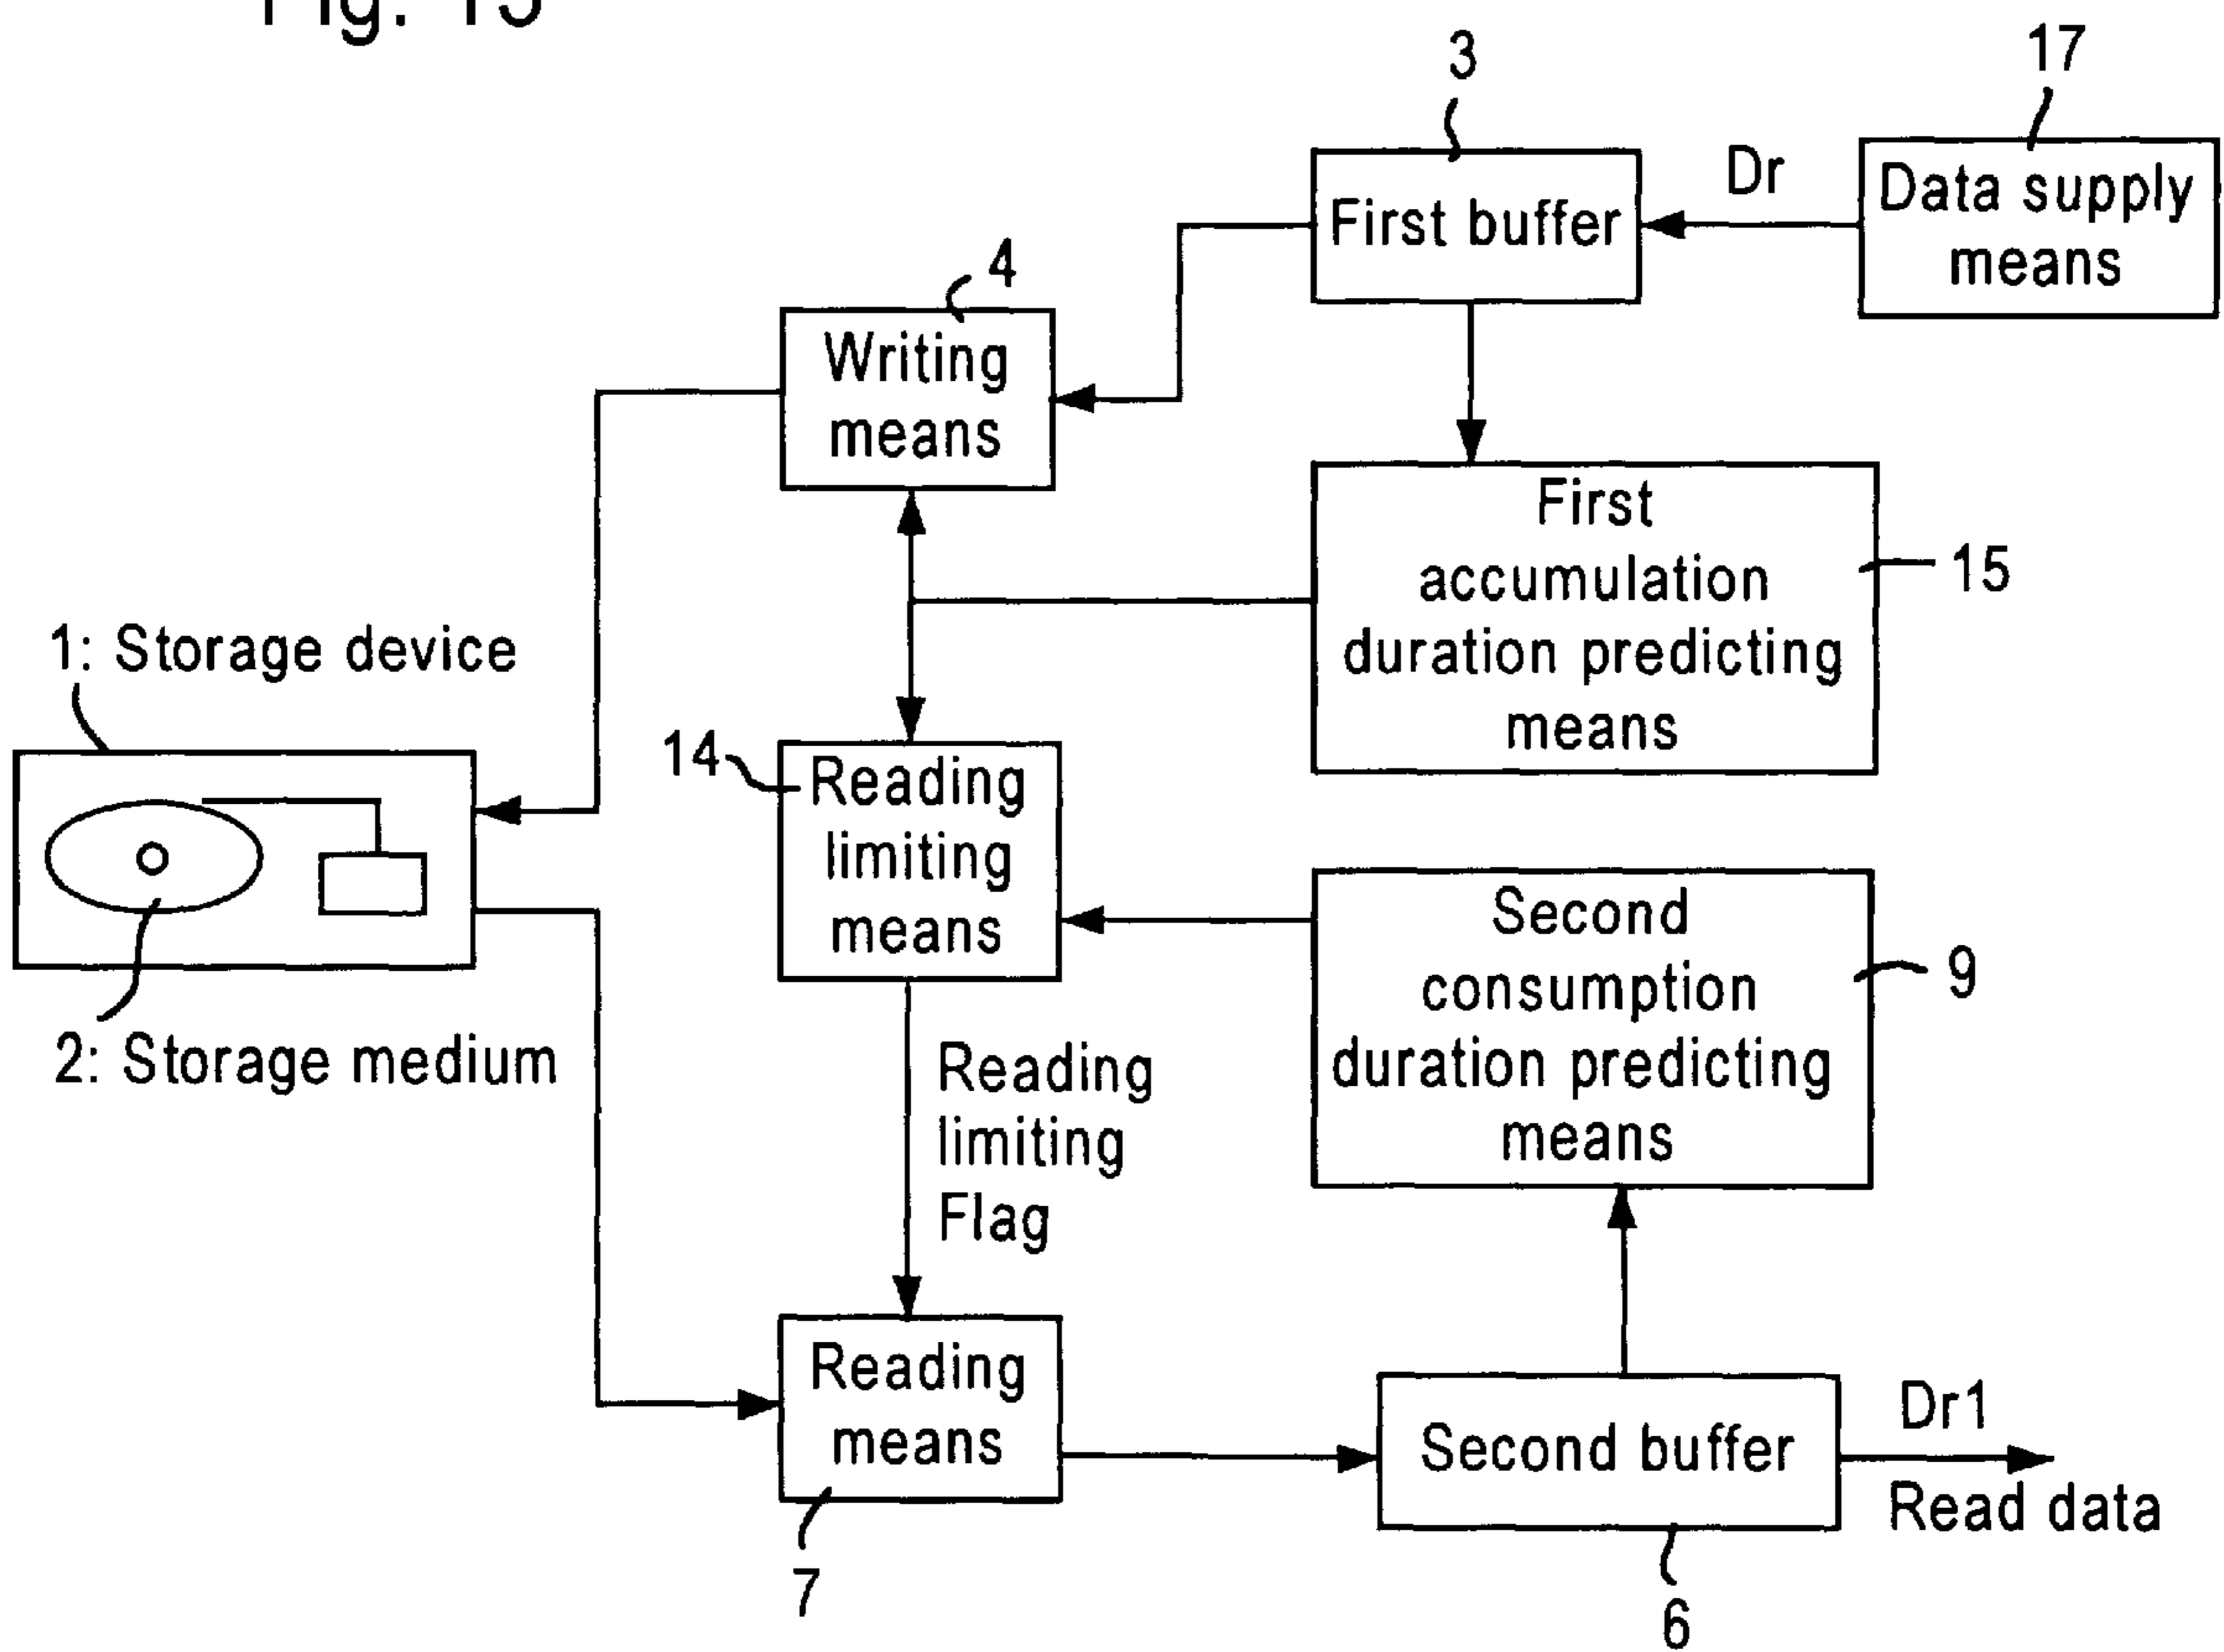 Fig. 15
3
17
Dr
Data supply
means
First buffer
4
Writing
means
First
accumulation
duration predicting
means
15
1: Storage device
14
Reading
limiting
means
Second
consumption
duration predicting
means
9
2: Storage medium
Reading
limiting
Flag
Reading
means
7
Second buffer
6
Dr1
Read data